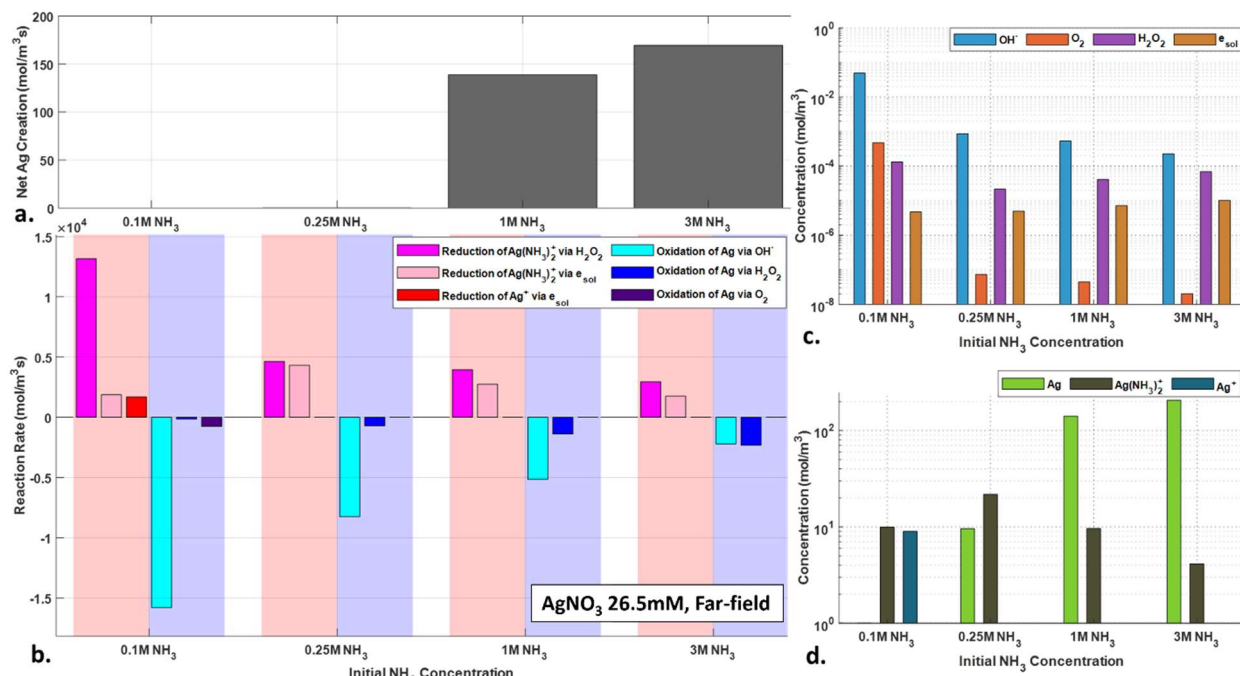 a.
Net Ag Creation (mol/m³s)
200
150
100
50
0
0.1M NH₃ 0.25M NH₃ 1M NH₃ 3M NH₃
b.
×10⁴
Reaction Rate (mol/m³s)
1.5
1
0.5
0
-0.5
-1
-1.5
Reduction of Ag(NH₃)₂⁺ via H₂O₂
Reduction of Ag(NH₃)₂⁺ via e_sol
Reduction of Ag⁺ via e_sol
Oxidation of Ag via OH⁻
Oxidation of Ag via H₂O₂
Oxidation of Ag via O₂
AgNO₃ 26.5mM, Far-field
0.1M NH₃ 0.25M NH₃ 1M NH₃ 3M NH₃
Initial NH₃ Concentration
c.
Concentration (mol/m³)
10⁰
10⁻²
10⁻⁴
10⁻⁶
10⁻⁸
OH⁻ O₂ H₂O₂ e_sol
0.1M NH₃ 0.25M NH₃ 1M NH₃ 3M NH₃
Initial NH₃ Concentration
d.
Concentration (mol/m³)
10²
10¹
10⁰
Ag Ag(NH₃)₂⁺ Ag⁺
0.1M NH₃ 0.25M NH₃ 1M NH₃ 3M NH₃
Initial NH₃ Concentration